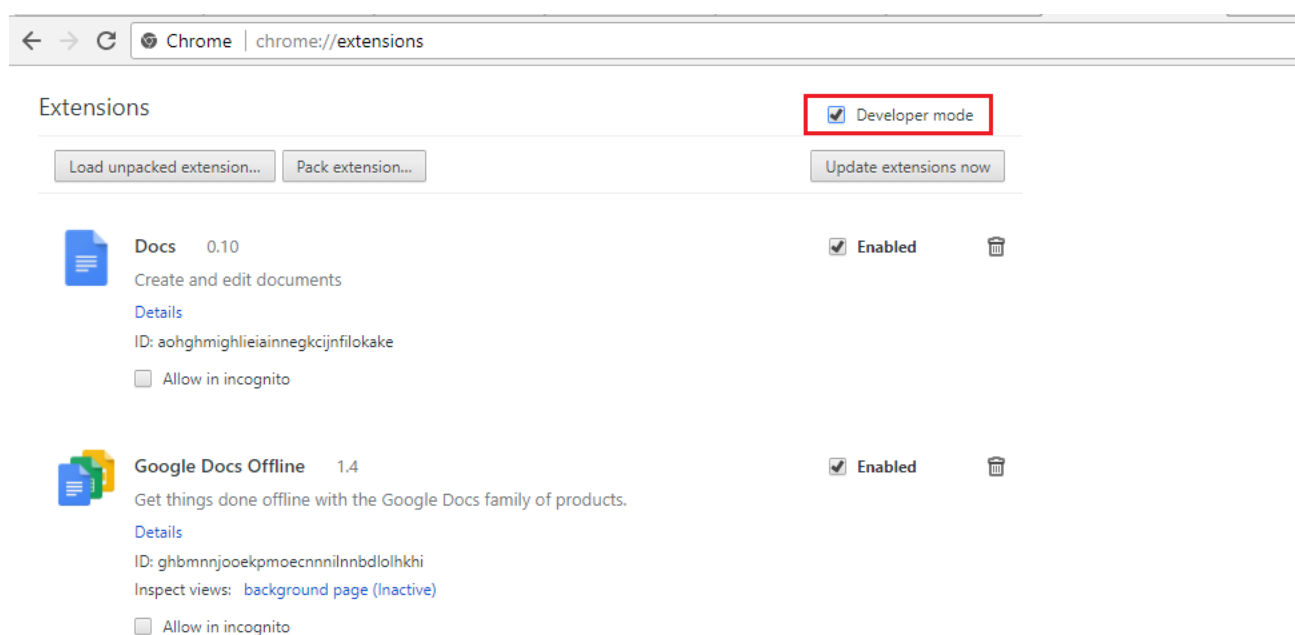 Chrome chrome://extensions
Extensions
Developer mode
Load unpacked extension... Pack extension... Update extensions now
Docs 0.10 Enabled
Create and edit documents
Details
ID: aohghmighlieiainnegkcijnfilokake
Allow in incognito
Google Docs Offline 1.4 Enabled
Get things done offline with the Google Docs family of products.
Details
ID: ghbmnnjooekpmoecnnnilnnbdlolhkhi
Inspect views: background page (Inactive)
Allow in incognito